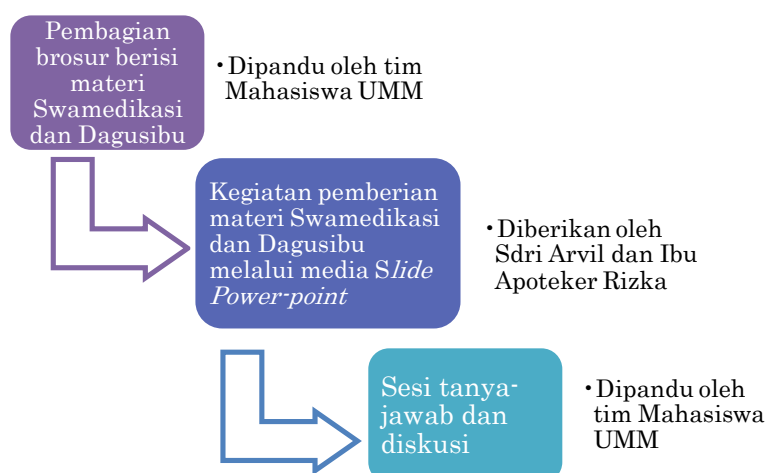 Pembagian
brosur berisi
materi
Swamedikasi
dan Dagusibu
• Dipandu oleh tim
Mahasiswa UMM
Kegiatan pemberian
materi Swamedikasi
dan Dagusibu
melalui media Slide
Power-point
• Diberikan oleh
Sdri Arvil dan Ibu
Apoteker Rizka
Sesi tanya-
jawab dan
diskusi
• Dipandu oleh
tim Mahasiswa
UMM